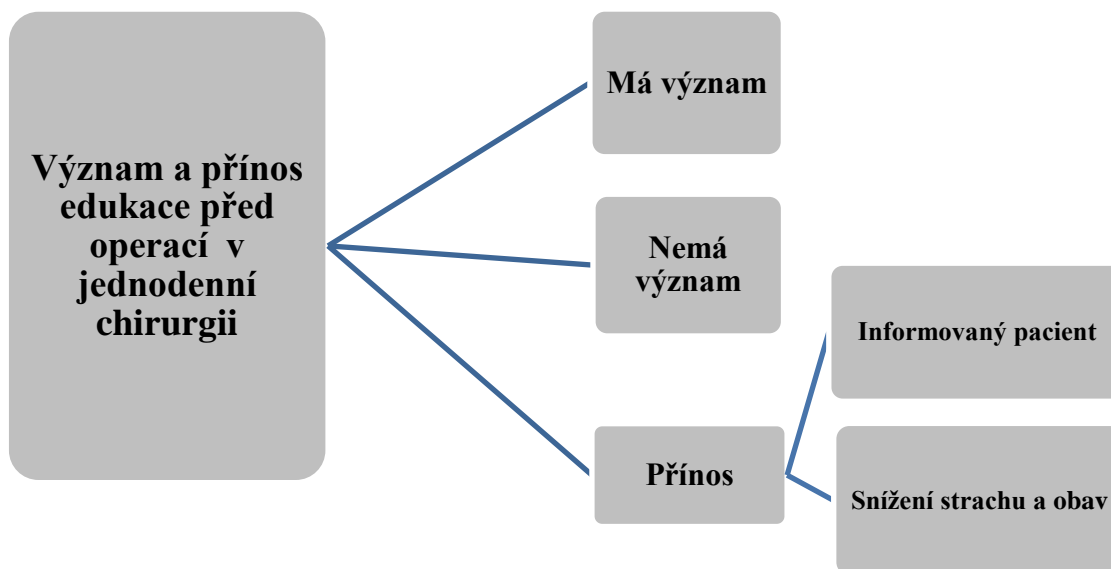 Význam a přínos
edukace před
operací v
jednodenní
chirurgii
Má význam
Nemá
význam
Přínos
Informovaný pacient
Snížení strachu a obav